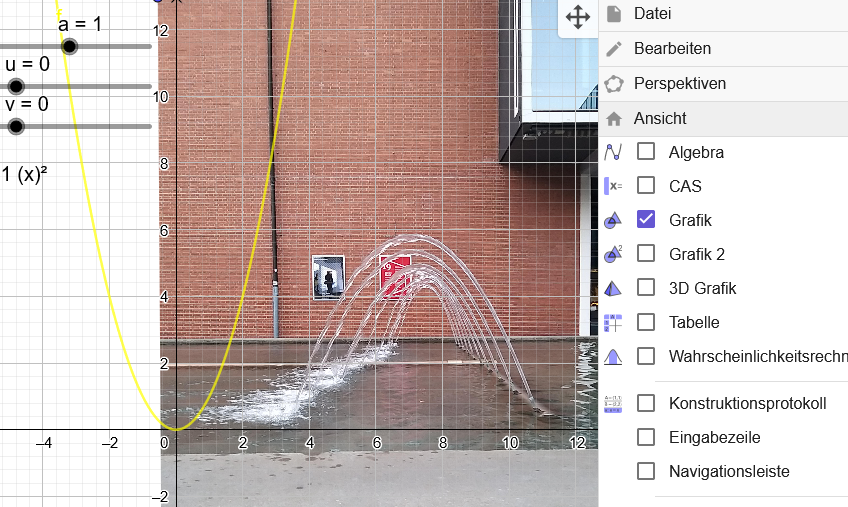 a = 1
u = 0
v = 0
1 (x)²
12
10
8
6
4
2
0
−2
−4 −2 2 4 6 8 10 12
Datei
Bearbeiten
Perspektiven
Ansicht
Algebra
CAS
Grafik
Grafik 2
3D Grafik
Tabelle
Wahrscheinlichkeitsrechn
Konstruktionsprotokoll
Eingabezeile
Navigationsleiste